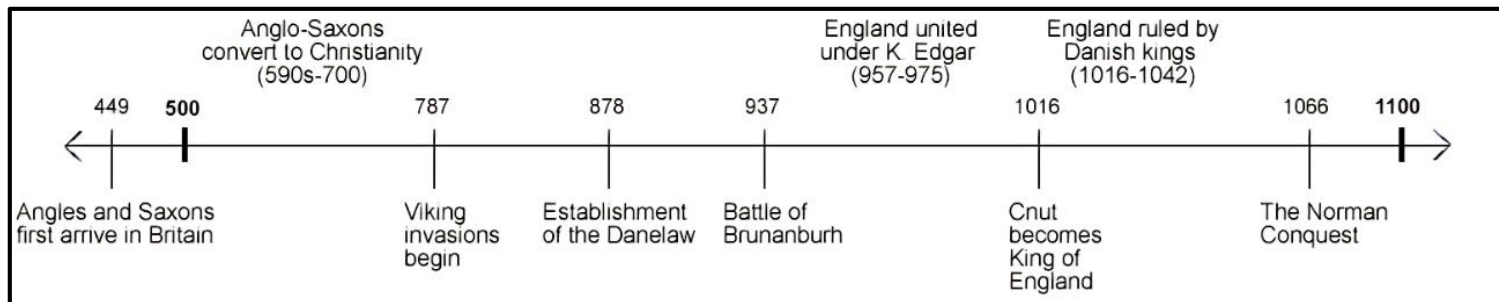 Anglo-Saxons
convert to Christianity
(590s-700)
England united
under K. Edgar
(957-975)
England ruled by
Danish kings
(1016-1042)
449
500
787
878
937
1016
1066
1100
Angles and Saxons
first arrive in Britain
Viking
invasions
begin
Establishment
of the Danelaw
Battle of
Brunanburh
Cnut
becomes
King of
England
The Norman
Conquest